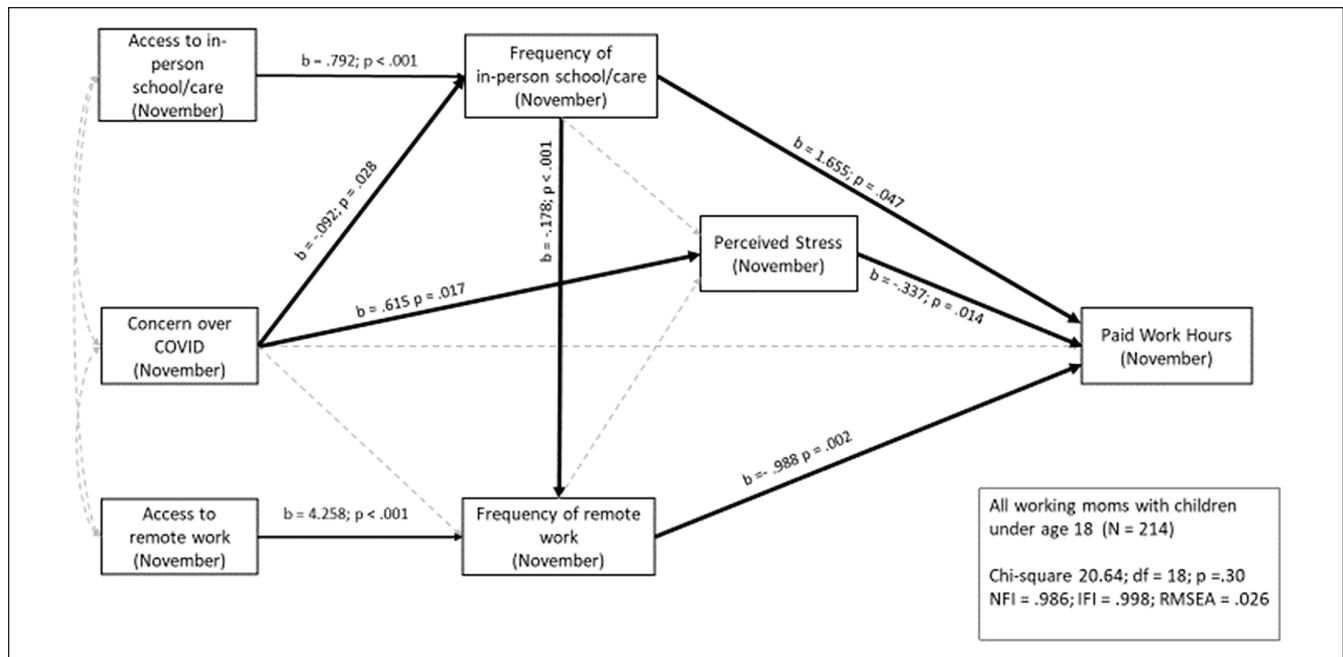 Access to in-
person
school/care
(November)
b = .792; p < .001
Frequency of
in-person school/care
(November)
b = -.092; p = .028
b = -.178; p < .001
b = 1.655; p = .047
Perceived Stress
(November)
b = .615 p = .017
b = -.337; p = .014
Concern over
COVID
(November)
Paid Work Hours
(November)
b =- .988 p = .002
Access to
remote work
(November)
b = 4.258; p < .001
Frequency of remote
work
(November)
All working moms with children
under age 18 (N = 214)
Chi-square 20.64; df = 18; p =.30
NFI = .986; IFI = .998; RMSEA = .026